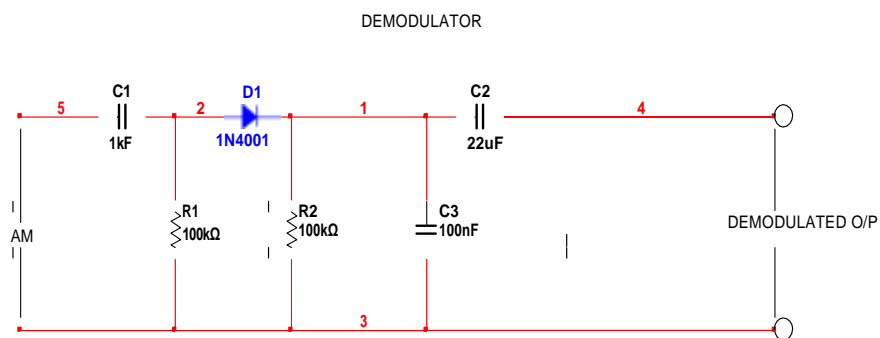 DEMODULATOR
C1
D1
C2
5
2
1
4
1kF
1N4001
22uF
R1
100kΩ
R2
100kΩ
C3
100nF
AM
DEMODULATED O/P
3